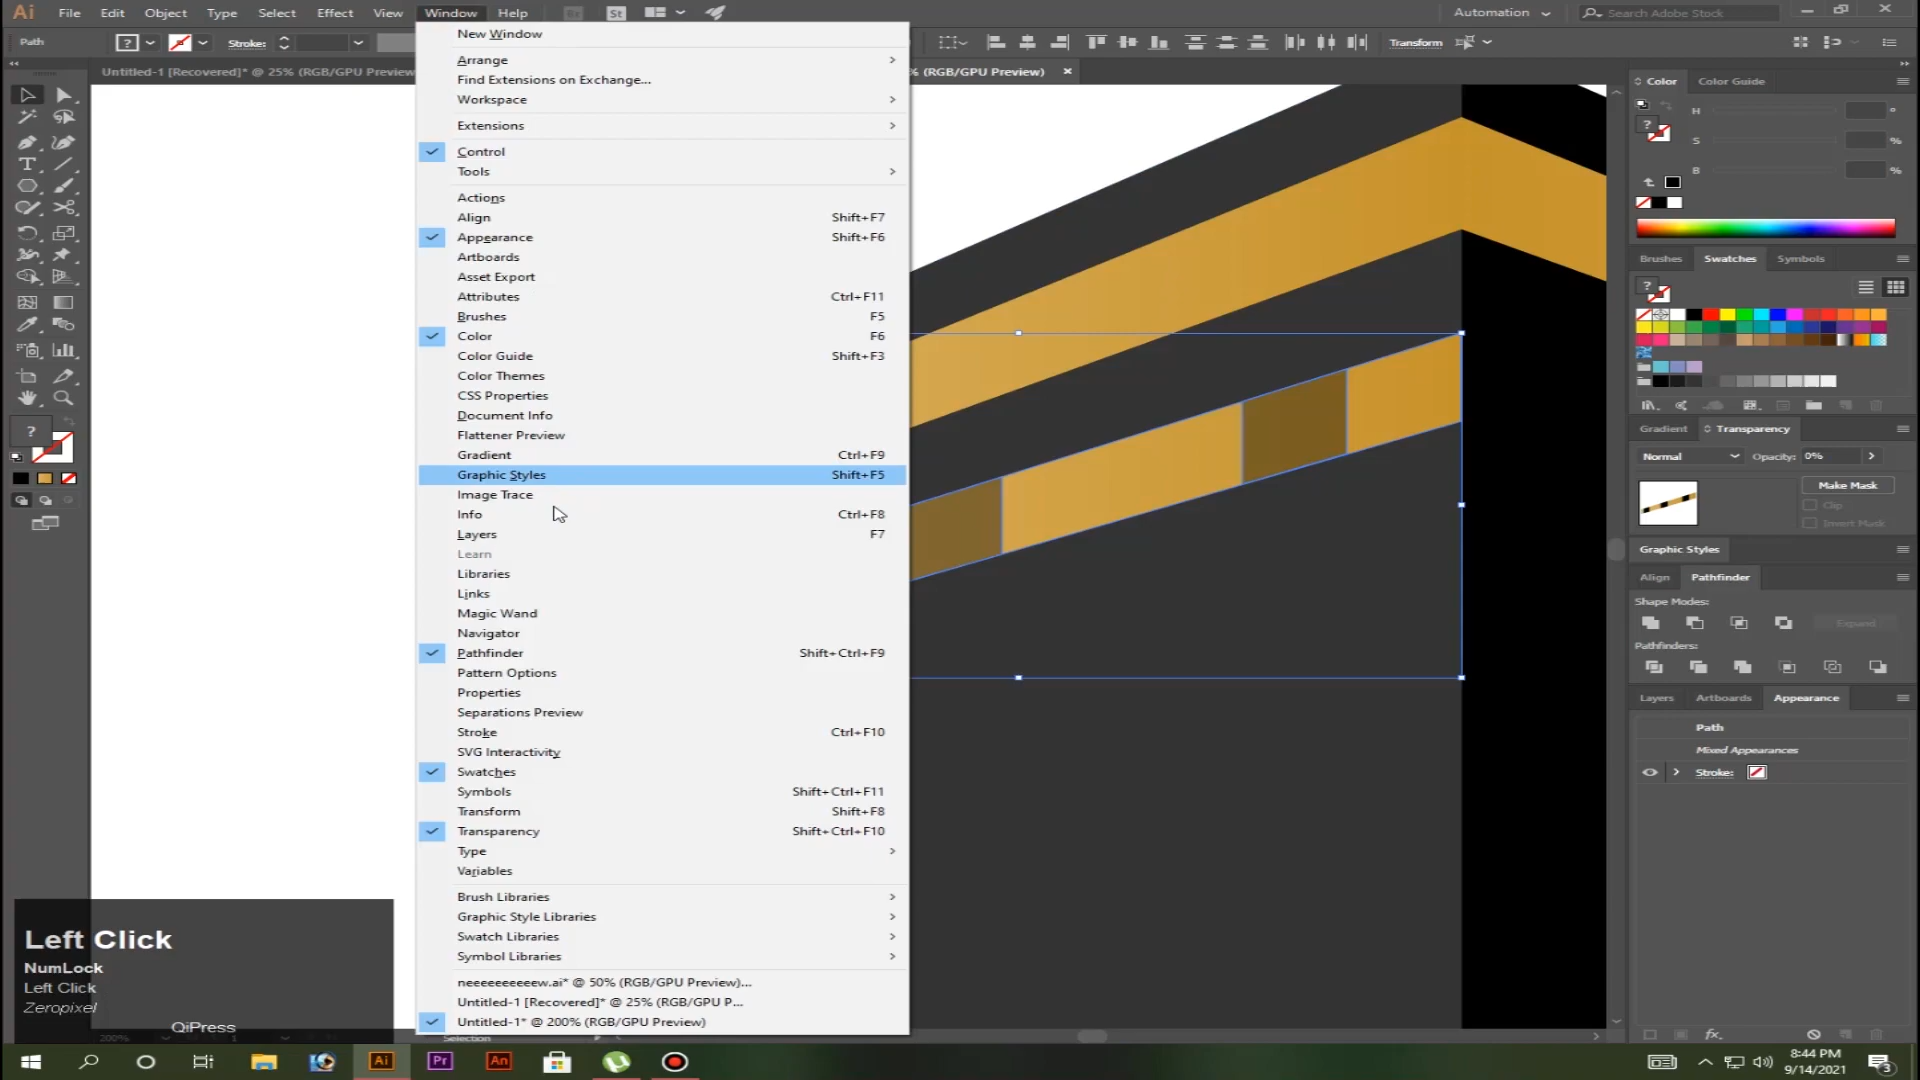 Ai File Edit Object Type Select Effect View Window Help Br St Automation Search Adobe Stock
Path ? Stroke: Transform
Untitled-1 [Recovered]* @ 25% (RGB/GPU Preview % (RGB/GPU Preview) ×
New Window
Arrange
Find Extensions on Exchange...
Workspace
Extensions
Control
Tools
Actions
Align Shift+F7
Appearance Shift+F6
Artboards
Asset Export
Attributes Ctrl+F11
Brushes F5
Color F6
Color Guide Shift+F3
Color Themes
CSS Properties
Document Info
Flattener Preview
Gradient Ctrl+F9
Graphic Styles Shift+F5
Image Trace
Info Ctrl+F8
Layers F7
Learn
Libraries
Links
Magic Wand
Navigator
Pathfinder Shift+Ctrl+F9
Pattern Options
Properties
Separations Preview
Stroke Ctrl+F10
SVG Interactivity
Swatches
Symbols Shift+Ctrl+F11
Transform Shift+F8
Transparency Shift+Ctrl+F10
Type
Variables
Brush Libraries
Graphic Style Libraries
Swatch Libraries
Symbol Libraries
neeeeeeeeeew.ai* @ 50% (RGB/GPU Preview)...
Untitled-1 [Recovered]* @ 25% (RGB/GPU P...
Untitled-1* @ 200% (RGB/GPU Preview)
Color Color Guide
H °
? S %
B %
Brushes Swatches Symbols
?
Gradient Transparency
Normal Opacity: 0%
Make Mask
Clip
Invert Mask
Graphic Styles
Align Pathfinder
Shape Modes:
Expand
Pathfinders:
Layers Artboards Appearance
Path
Mixed Appearances
Stroke:
fx
?
Left Click
NumLock
Left Click
Zeropixel
QiPress
200% 1 Selection
Ai Pr An
8:44 PM
9/14/2021
3